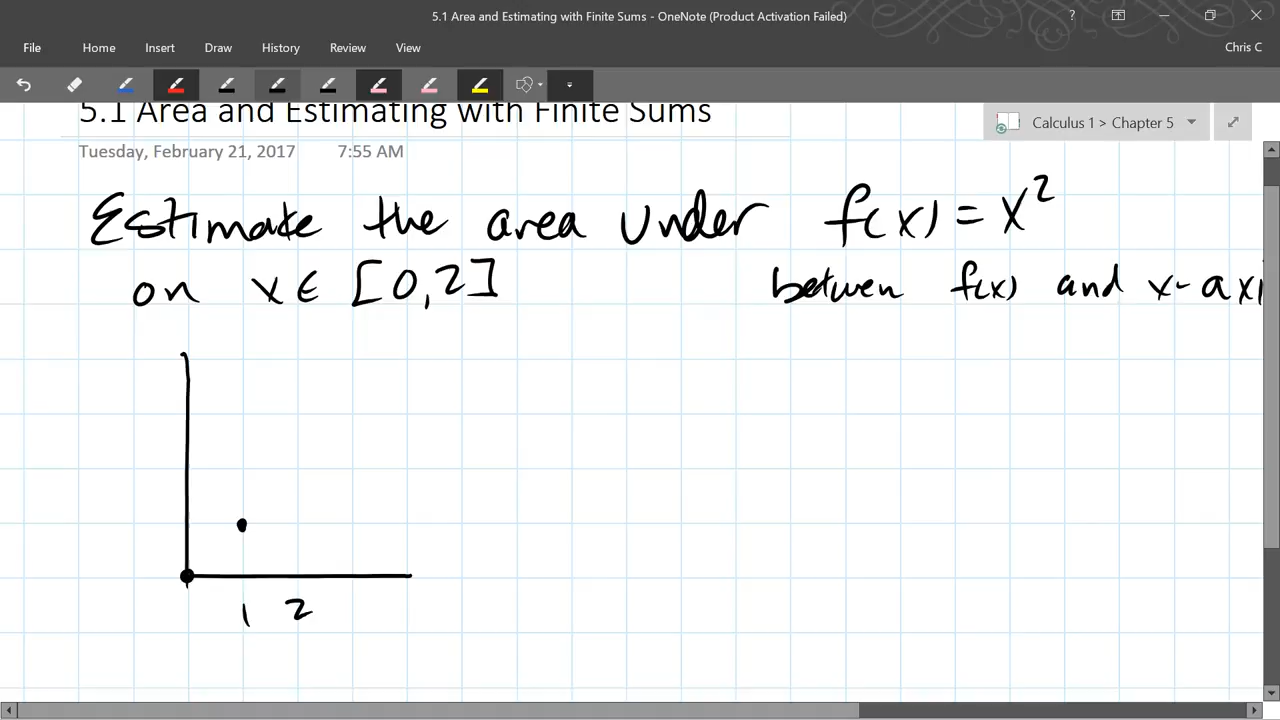 5.1 Area and Estimating with Finite Sums - OneNote (Product Activation Failed)
?
File Home Insert Draw History Review View Chris C
5.1 Area and Estimating with Finite Sums
Calculus 1 > Chapter 5
Tuesday, February 21, 2017 7:55 AM
Estimate the area under f(x) = x²
on x ∈ [0,2] betwen f(x) and x-ax
1 2